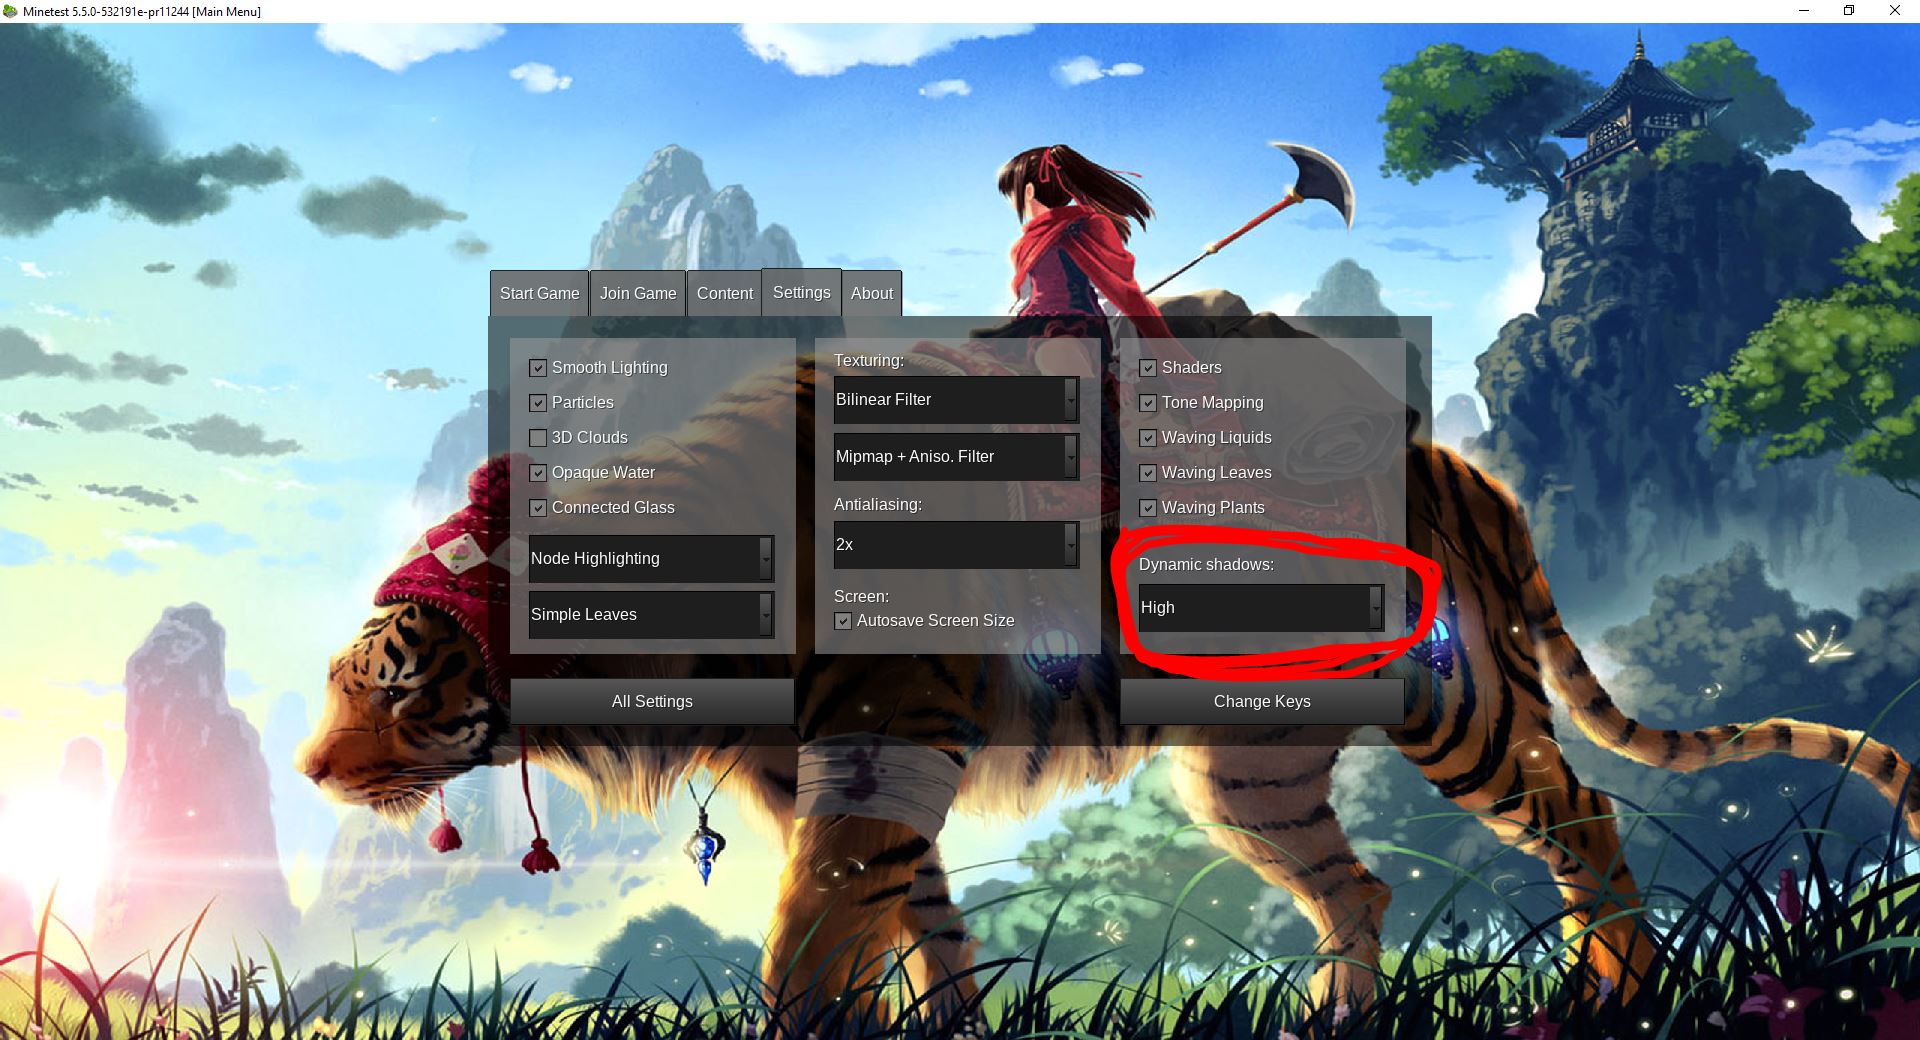 Minetest 5.5.0-532191e-pr11244 [Main Menu]
Start Game
Join Game
Content
Settings
About
Smooth Lighting
Particles
3D Clouds
Opaque Water
Connected Glass
Node Highlighting
Simple Leaves
Texturing:
Bilinear Filter
Mipmap + Aniso. Filter
Antialiasing:
2x
Screen:
Autosave Screen Size
Shaders
Tone Mapping
Waving Liquids
Waving Leaves
Waving Plants
Dynamic shadows:
High
All Settings
Change Keys